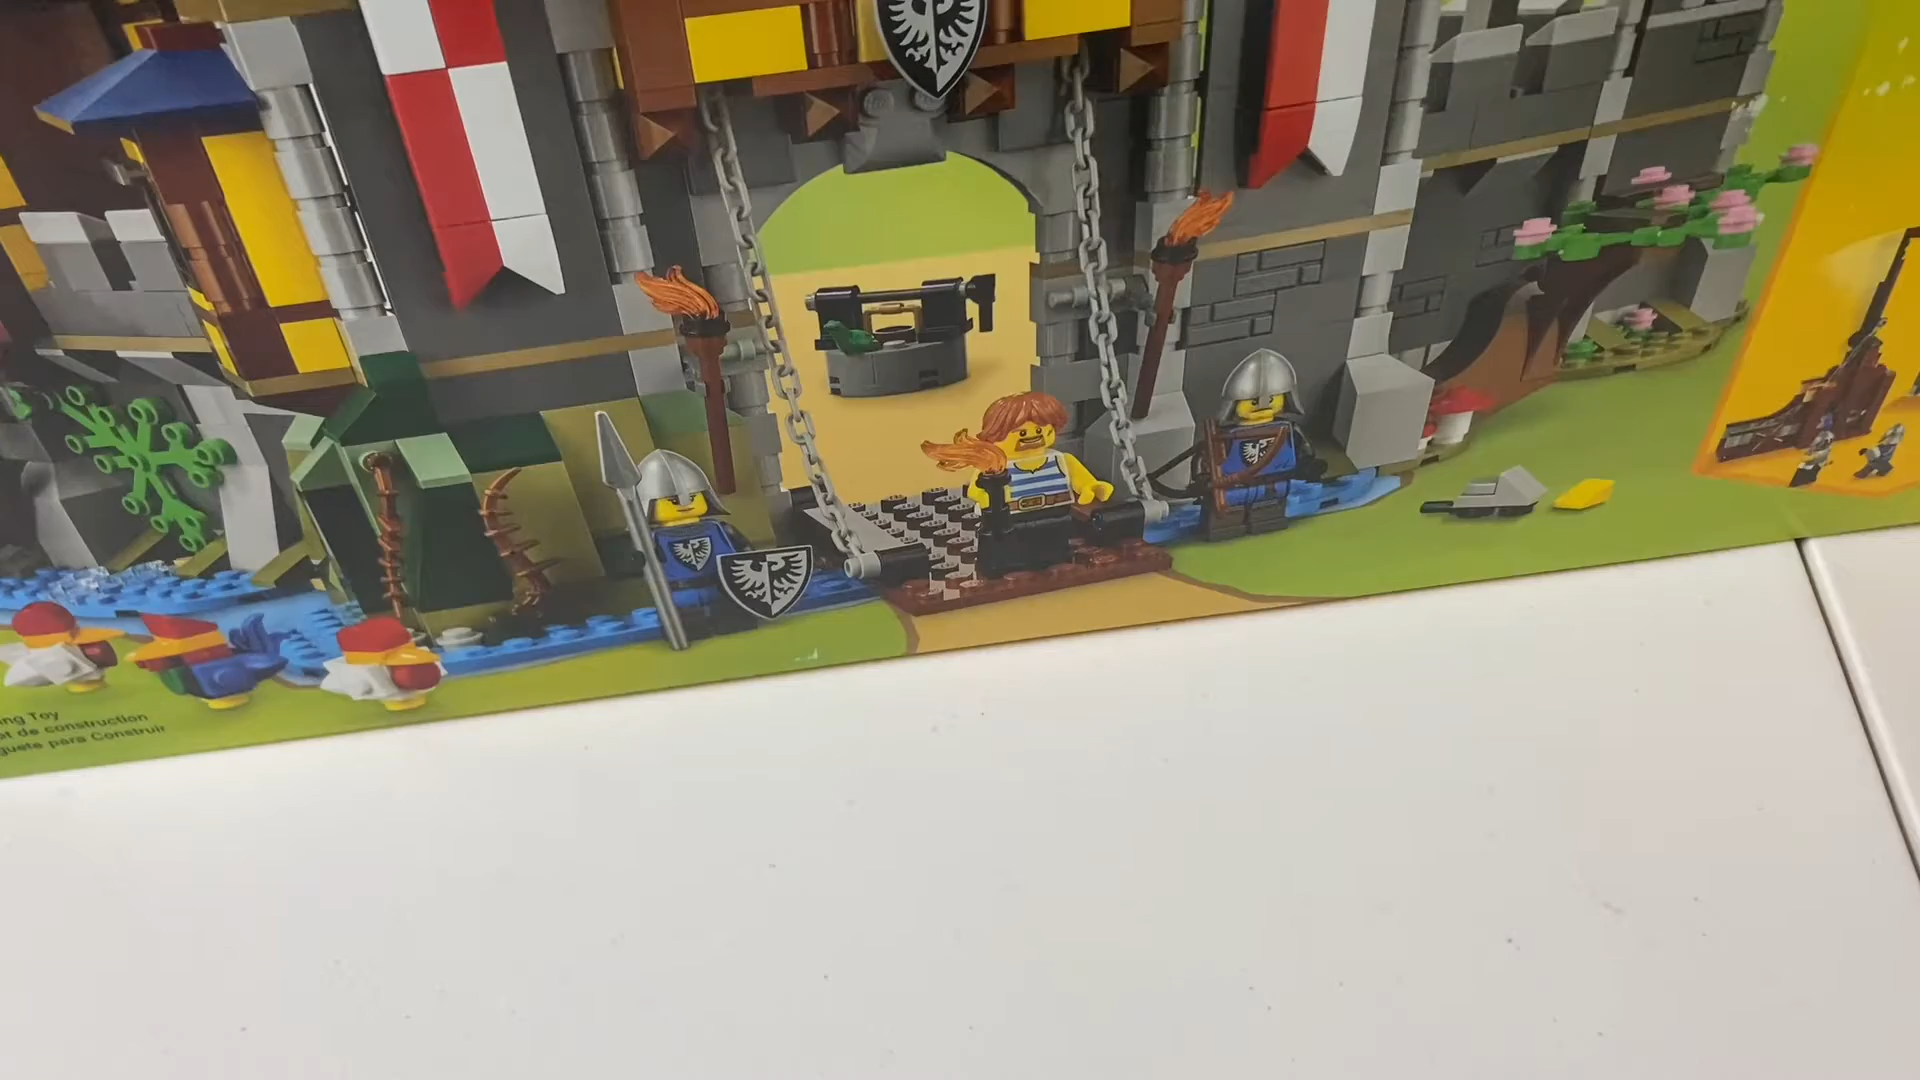 ng Toy
et de construction
guete para Construir